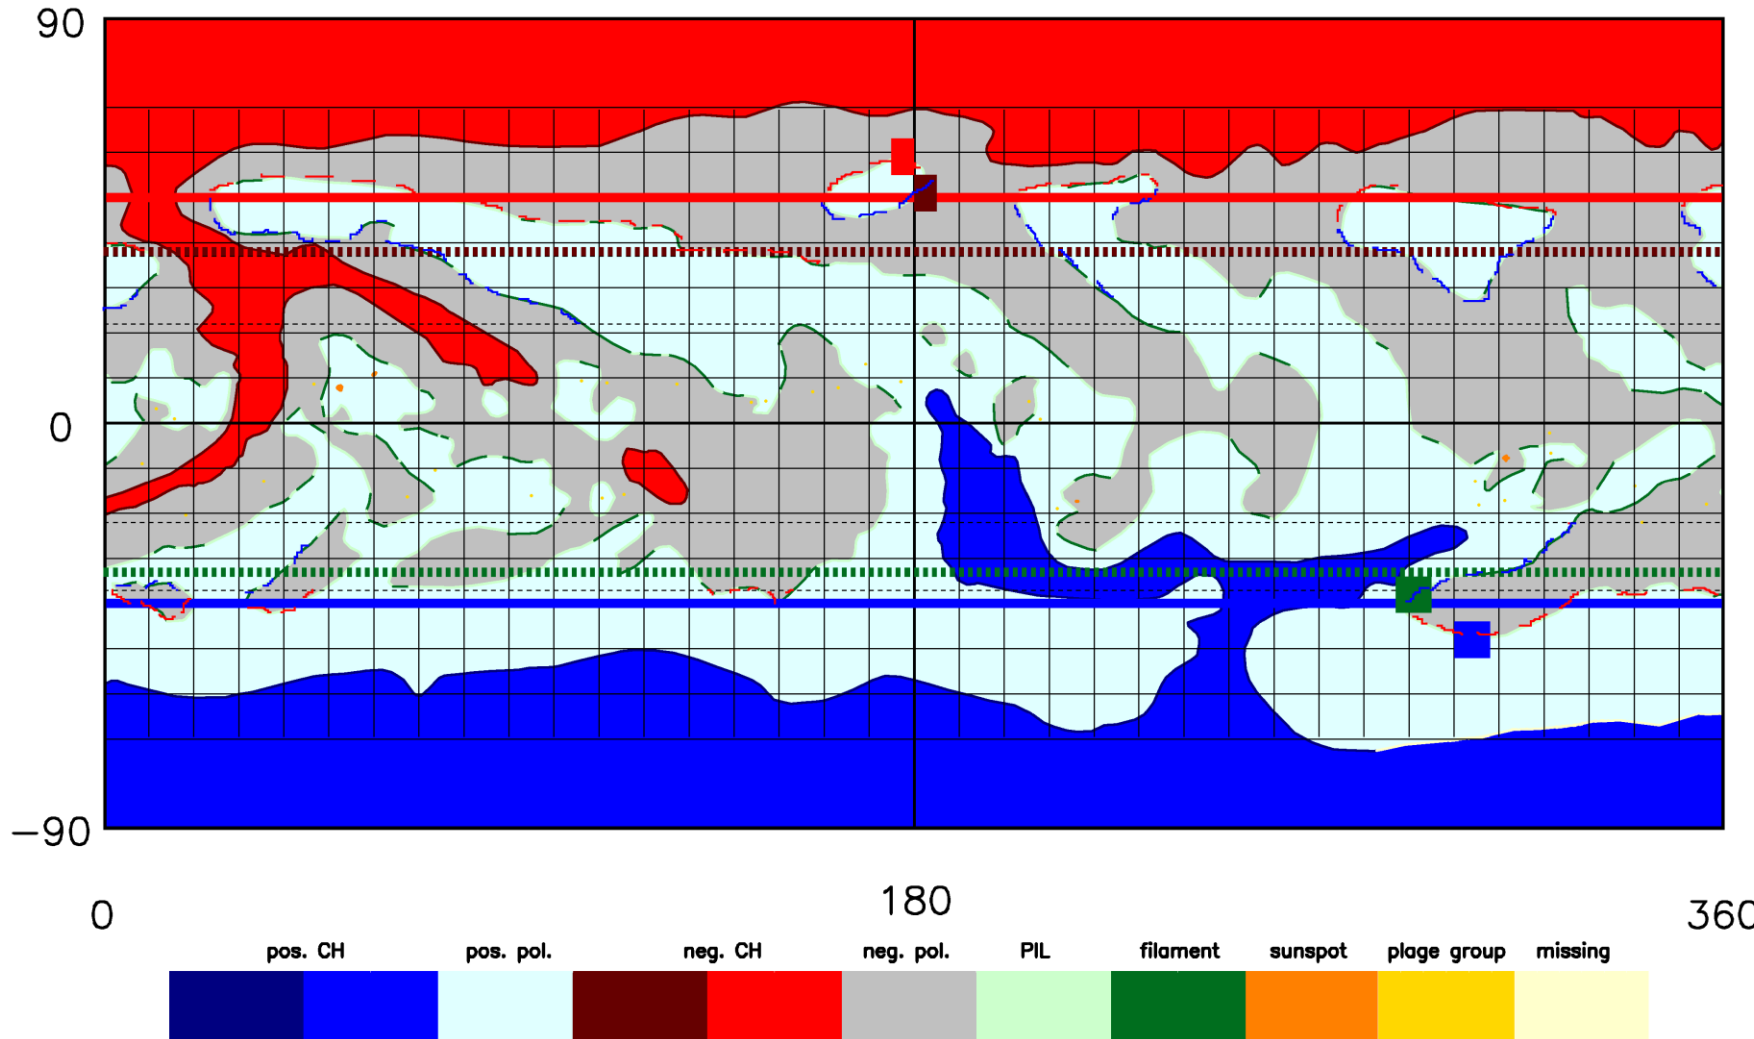 90
0
−90
0 180 360
pos. CH pos. pol. neg. CH neg. pol. PIL filament sunspot plage group missing